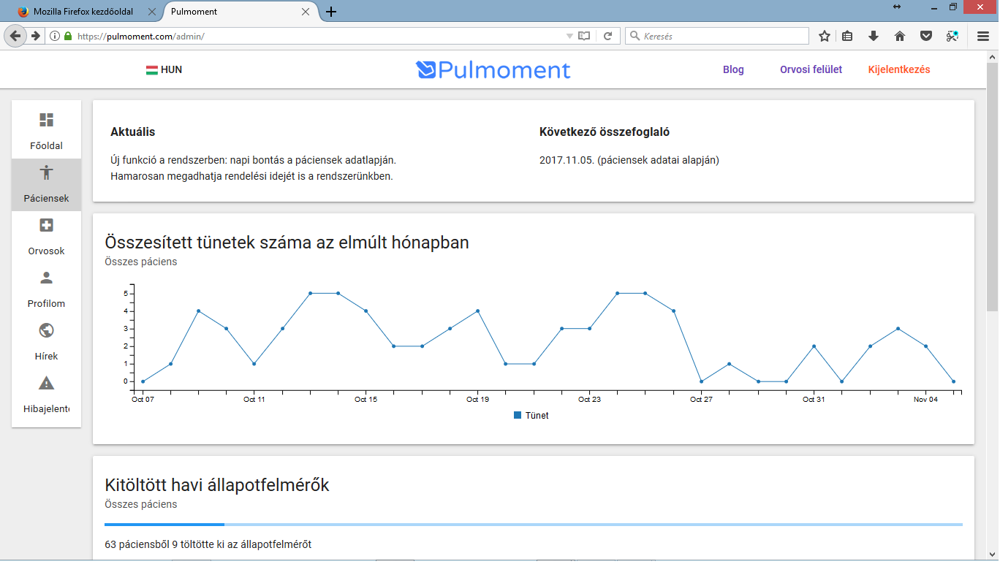 Mozilla Firefox kezdőoldal
Pulmoment
https://pulmoment.com/admin/
Keresés
HUN
Pulmoment
Blog
Orvosi felület
Kijelentkezés
Főoldal
Páciensek
Orvosok
Profilom
Hírek
Hibajelent
Aktuális
Új funkció a rendszerben: napi bontás a páciensek adatlapján.
Hamarosan megadhatja rendelési idejét is a rendszerünkben.
Következő összefoglaló
2017.11.05. (páciensek adatai alapján)
Összesített tünetek száma az elmúlt hónapban
Összes páciens
5
4
3
2
1
0
Oct 07 Oct 11 Oct 15 Oct 19 Oct 23 Oct 27 Oct 31 Nov 04
Tünet
Kitöltött havi állapotfelmérők
Összes páciens
63 páciensből 9 töltötte ki az állapotfelmérőt